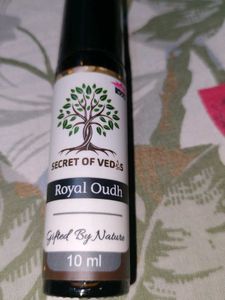 SECRET OF VEDAS
Royal Oudh
Gifted By Nature
10 ml